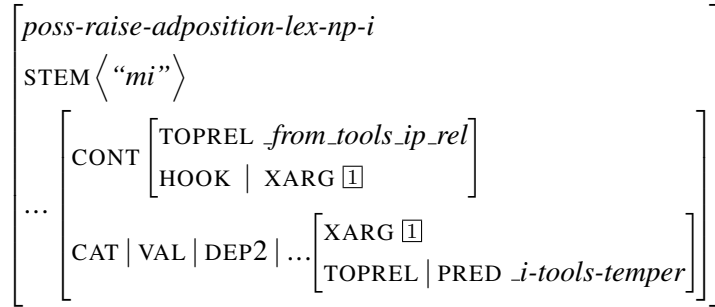 poss-raise-adposition-lex-np-i
STEM ⟨ “mi” ⟩
TOPREL _from_tools_ip_rel
CONT
HOOK | XARG 1
...
XARG 1
CAT | VAL | DEP2 | ...
TOPREL | PRED _i-tools-temper